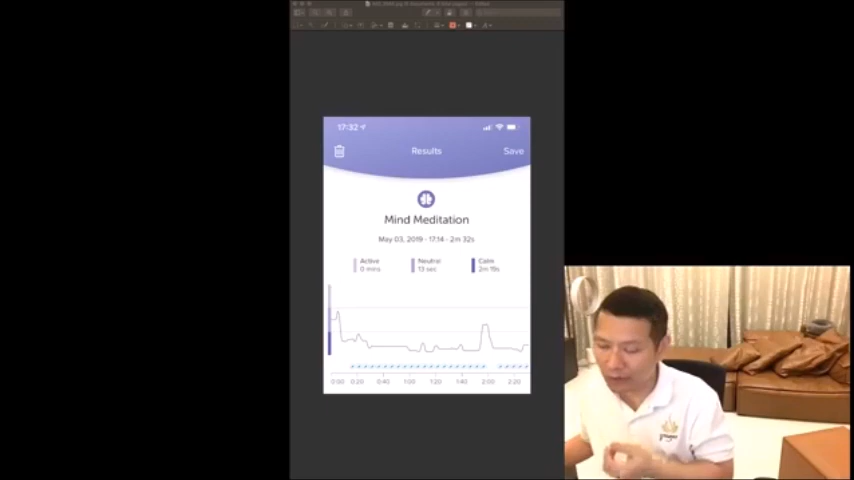 17:32
Results
Save
Mind Meditation
May 03, 2019 - 17:14 - 2m 32s
Active
0 mins
Neutral
13 sec
Calm
2m 19s
0:00 0:20 0:40 1:00 1:20 1:40 2:00 2:20